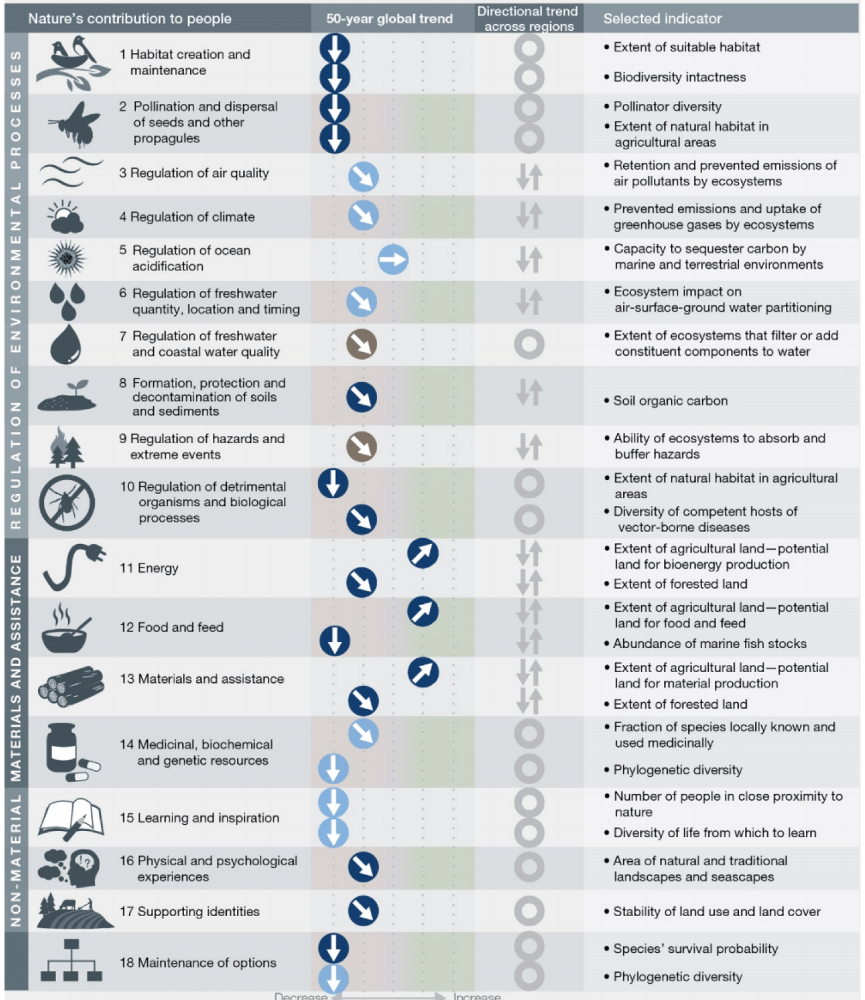 Nature's contribution to people
50-year global trend
Directional trend
across regions
Selected indicator
REGULATION OF ENVIRONMENTAL PROCESSES
1 Habitat creation and
maintenance
• Extent of suitable habitat
• Biodiversity intactness
2 Pollination and dispersal
of seeds and other
propagules
• Pollinator diversity
• Extent of natural habitat in
agricultural areas
3 Regulation of air quality
• Retention and prevented emissions of
air pollutants by ecosystems
4 Regulation of climate
• Prevented emissions and uptake of
greenhouse gases by ecosystems
5 Regulation of ocean
acidification
• Capacity to sequester carbon by
marine and terrestrial environments
6 Regulation of freshwater
quantity, location and timing
• Ecosystem impact on
air-surface-ground water partitioning
7 Regulation of freshwater
and coastal water quality
• Extent of ecosystems that filter or add
constituent components to water
8 Formation, protection and
decontamination of soils
and sediments
• Soil organic carbon
9 Regulation of hazards and
extreme events
• Ability of ecosystems to absorb and
buffer hazards
10 Regulation of detrimental
organisms and biological
processes
• Extent of natural habitat in agricultural
areas
• Diversity of competent hosts of
vector-borne diseases
MATERIALS AND ASSISTANCE
11 Energy
• Extent of agricultural land—potential
land for bioenergy production
• Extent of forested land
12 Food and feed
• Extent of agricultural land—potential
land for food and feed
• Abundance of marine fish stocks
13 Materials and assistance
• Extent of agricultural land—potential
land for material production
• Extent of forested land
14 Medicinal, biochemical
and genetic resources
• Fraction of species locally known and
used medicinally
• Phylogenetic diversity
NON-MATERIAL
15 Learning and inspiration
• Number of people in close proximity to
nature
• Diversity of life from which to learn
16 Physical and psychological
experiences
!?
• Area of natural and traditional
landscapes and seascapes
17 Supporting identities
• Stability of land use and land cover
18 Maintenance of options
• Species' survival probability
• Phylogenetic diversity
Decrease
Increase